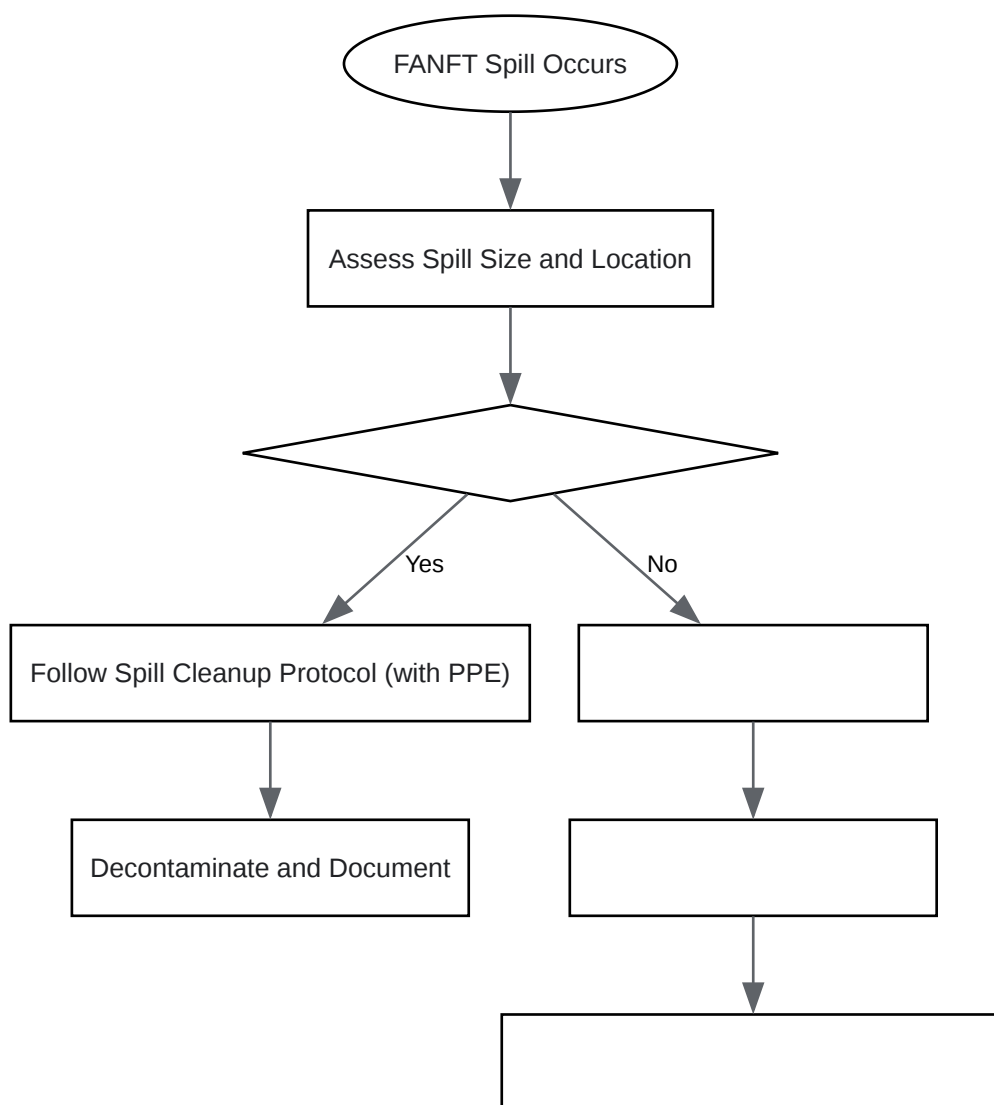 FANFT Spill Occurs
Assess Spill Size and Location
Yes
No
Follow Spill Cleanup Protocol (with PPE)
Decontaminate and Document